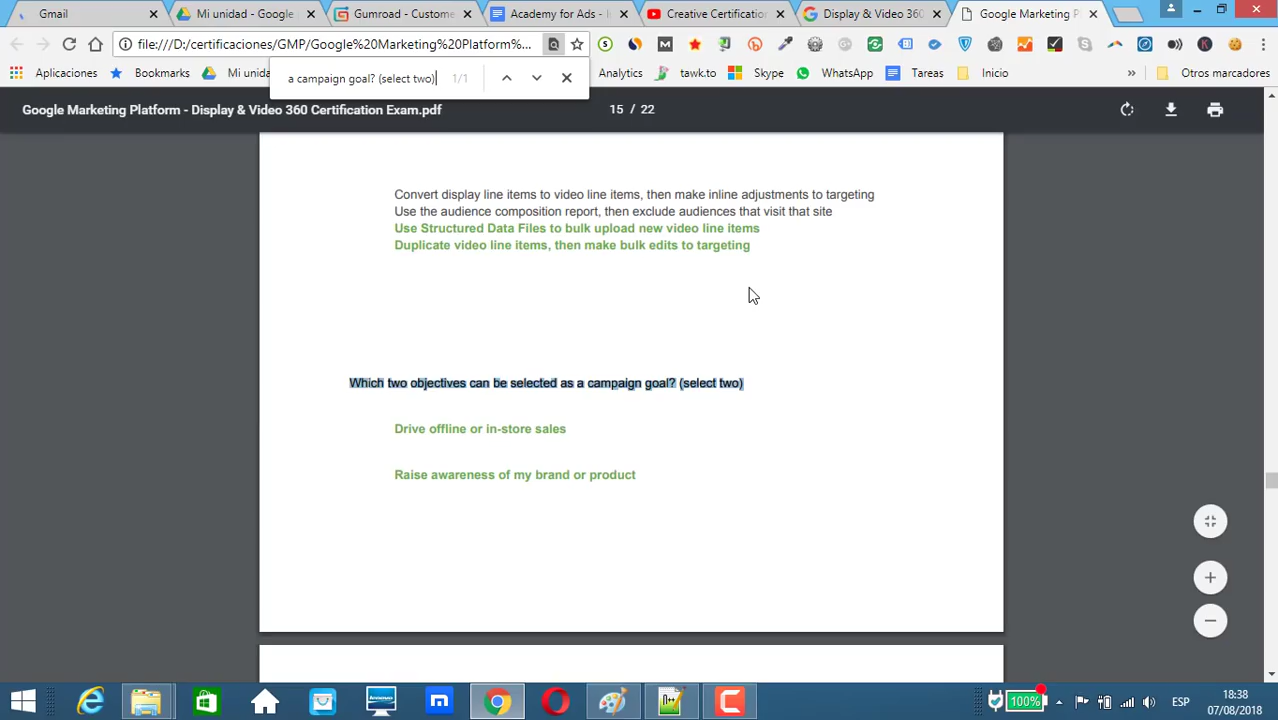 Gmail
Mi unidad - Google
Gumroad - Custome
Academy for Ads - I
Creative Certification
Display & Video 360
Google Marketing P
file:///D:/certificaciones/GMP/Google%20Marketing%20Platform%...
Aplicaciones
Bookmark
Mi unida
Analytics
tawk.to
Skype
WhatsApp
Tareas
Inicio
»
Otros marcadores
a campaign goal? (select two)
1/1
Google Marketing Platform - Display & Video 360 Certification Exam.pdf
15 / 22
Convert display line items to video line items, then make inline adjustments to targeting
Use the audience composition report, then exclude audiences that visit that site
Use Structured Data Files to bulk upload new video line items
Duplicate video line items, then make bulk edits to targeting
Which two objectives can be selected as a campaign goal? (select two)
Drive offline or in-store sales
Raise awareness of my brand or product
100%
ESP
18:38
07/08/2018